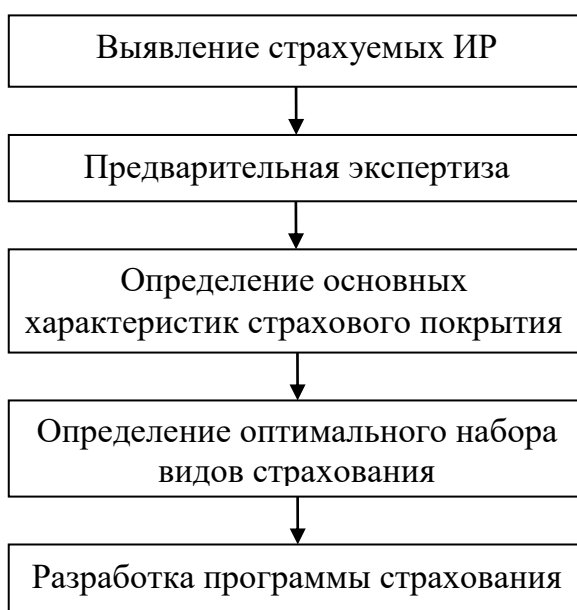 Выявление страхуемых ИР
Предварительная экспертиза
Определение основных
характеристик страхового покрытия
Определение оптимального набора
видов страхования
Разработка программы страхования